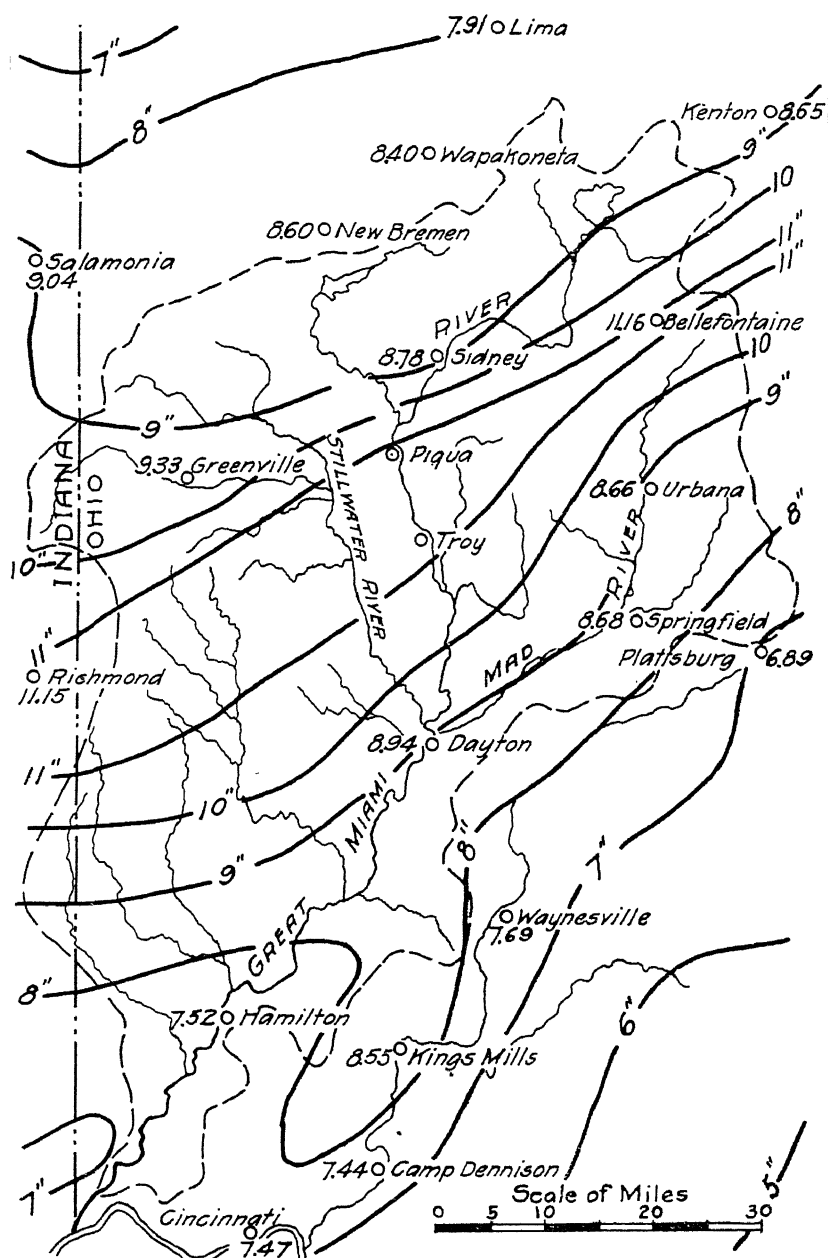 7.91 Lima
7"
8"
Kenton 8.65
8.40 Wapakoneta
9"
10
8.60 New Bremen
11"
11"
Salamonia
9.04
RIVER
11.16 Bellefontaine
8.78 Sidney
10
9"
9"
INDIANA
OHIO
STILLWATER RIVER
Piqua
9.33 Greenville
8.66 Urbana
8"
10"
Troy
RIVER
8.68 Springfield
11"
Plattsburg 6.89
MAD
Richmond
11.15
8.94 Dayton
11"
10"
MIAMI
8"
7"
9"
GREAT
Waynesville
7.69
8"
7.52 Hamilton
6"
8.55 Kings Mills
7.44 Camp Dennison
7"
5"
Scale of Miles
0 5 10 20 30
Cincinnati
7.47